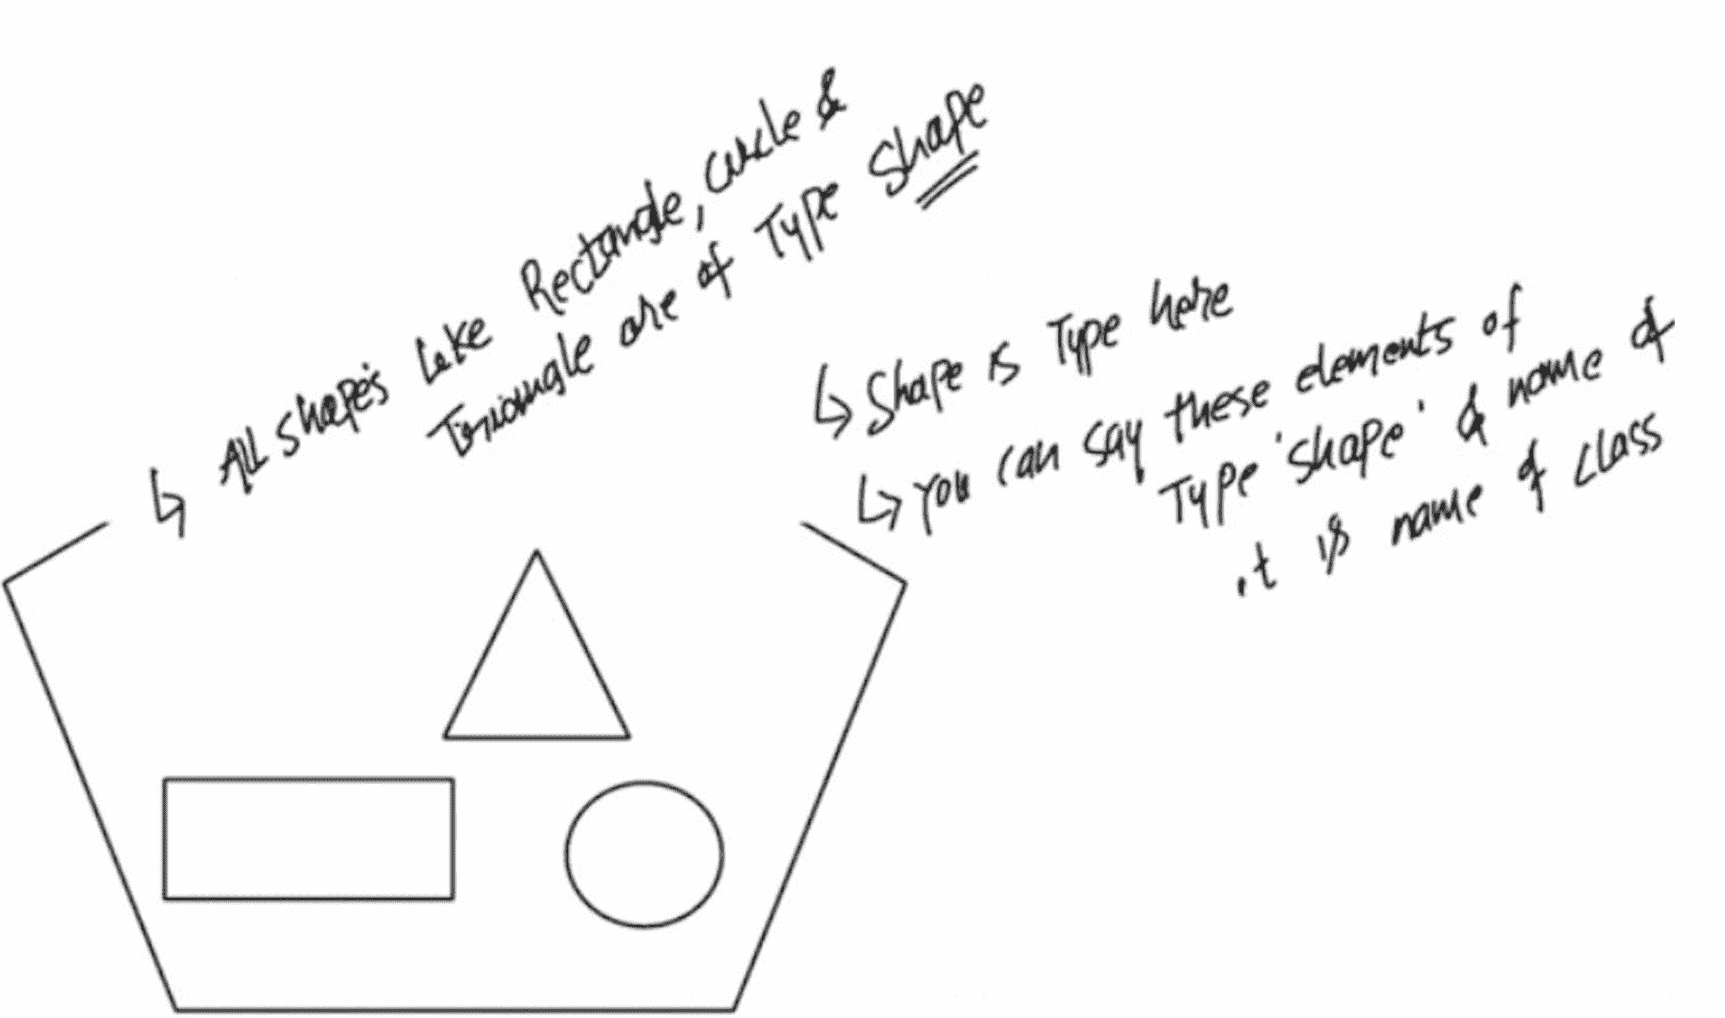 ↳ All shape's like Rectangle, circle &
Triangle are of Type Shape
↳ Shape is Type here
↳ you can say these elements of
Type 'shape' & name of
it is name of class